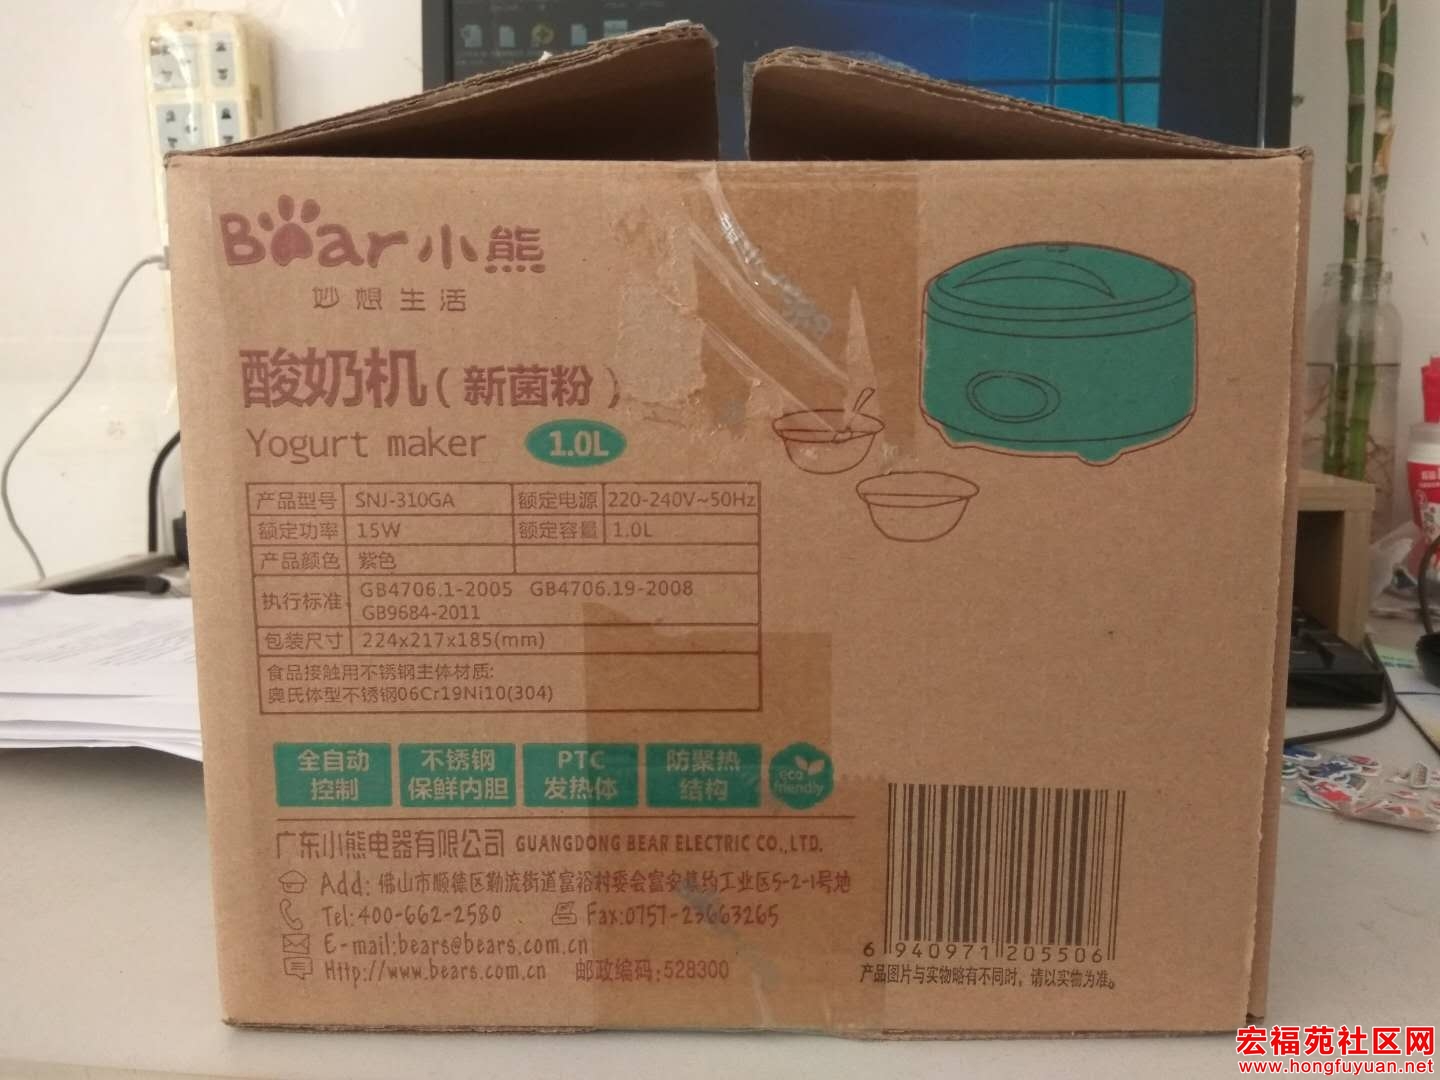 Bear小熊
妙想生活
酸奶机（新菌粉）
Yogurt maker 1.0L
产品型号 SNJ-310GA 额定电源 220-240V~50Hz
额定功率 15W 额定容量 1.0L
产品颜色 紫色
执行标准 GB4706.1-2005 GB4706.19-2008
GB9684-2011
包装尺寸 224x217x185(mm)
食品接触用不锈钢主体材质:
奥氏体型不锈钢06Cr19Ni10(304)
全自动 不锈钢 PTC 防聚热 eco
控制 保鲜内胆 发热体 结构 friendly
广东小熊电器有限公司 GUANGDONG BEAR ELECTRIC CO.,LTD.
Add: 佛山市顺德区勒流街道富裕村委会富安集约工业区5-2-1号地
Tel:400-662-2580 Fax:0757-23663265
E-mail:bears@bears.com.cn
Http://www.bears.com.cn 邮政编码:528300
6 940971 205506
产品图片与实物略有不同时，请以实物为准。
宏福苑社区网
www.hongfuyuan.net